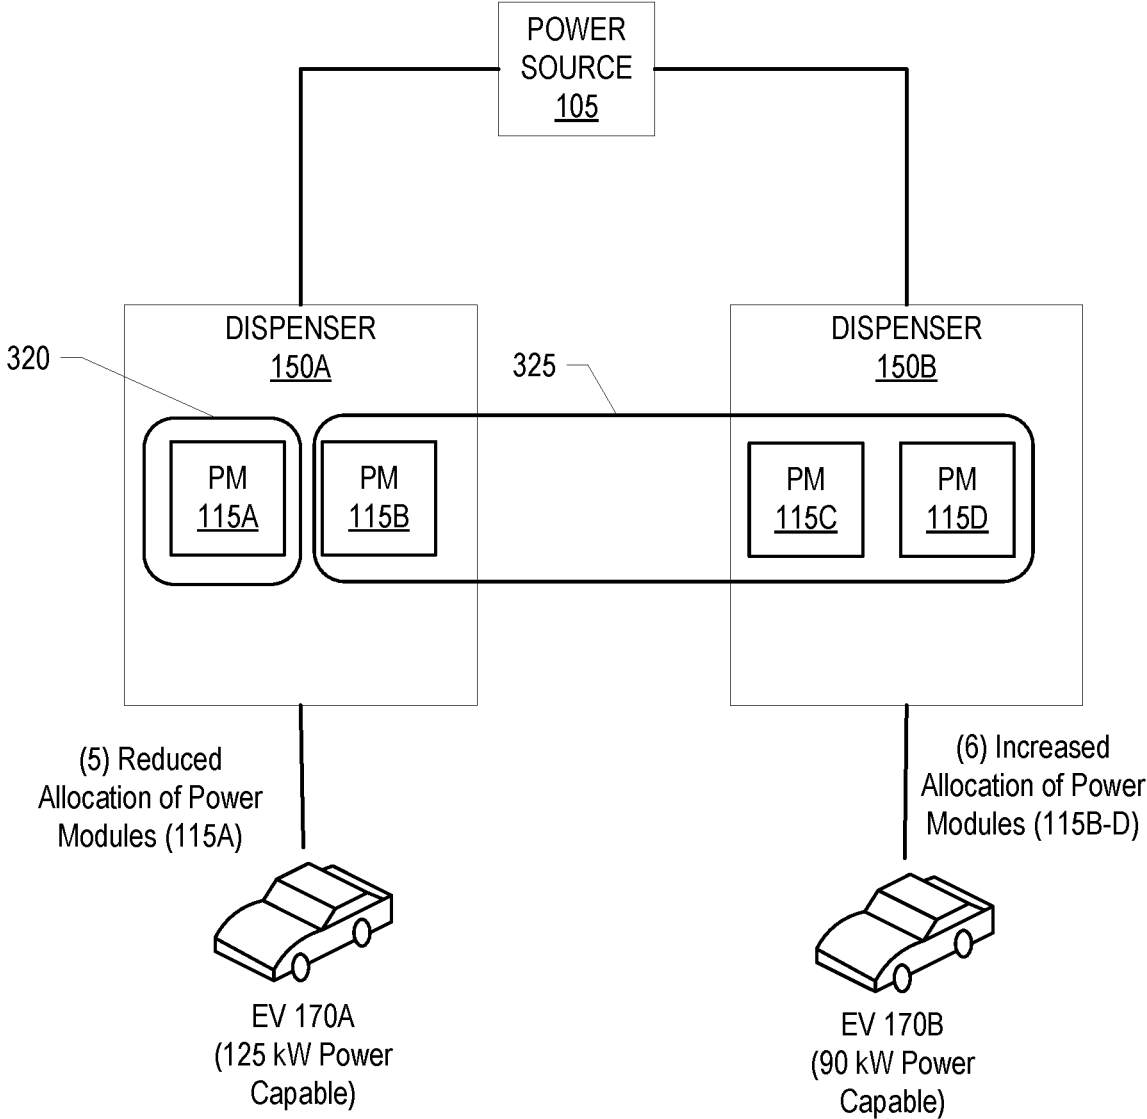 POWER
SOURCE
105
DISPENSER
150A
DISPENSER
150B
320
325
PM
115A
PM
115B
PM
115C
PM
115D
(5) Reduced
Allocation of Power
Modules (115A)
(6) Increased
Allocation of Power
Modules (115B-D)
EV 170A
(125 kW Power
Capable)
EV 170B
(90 kW Power
Capable)